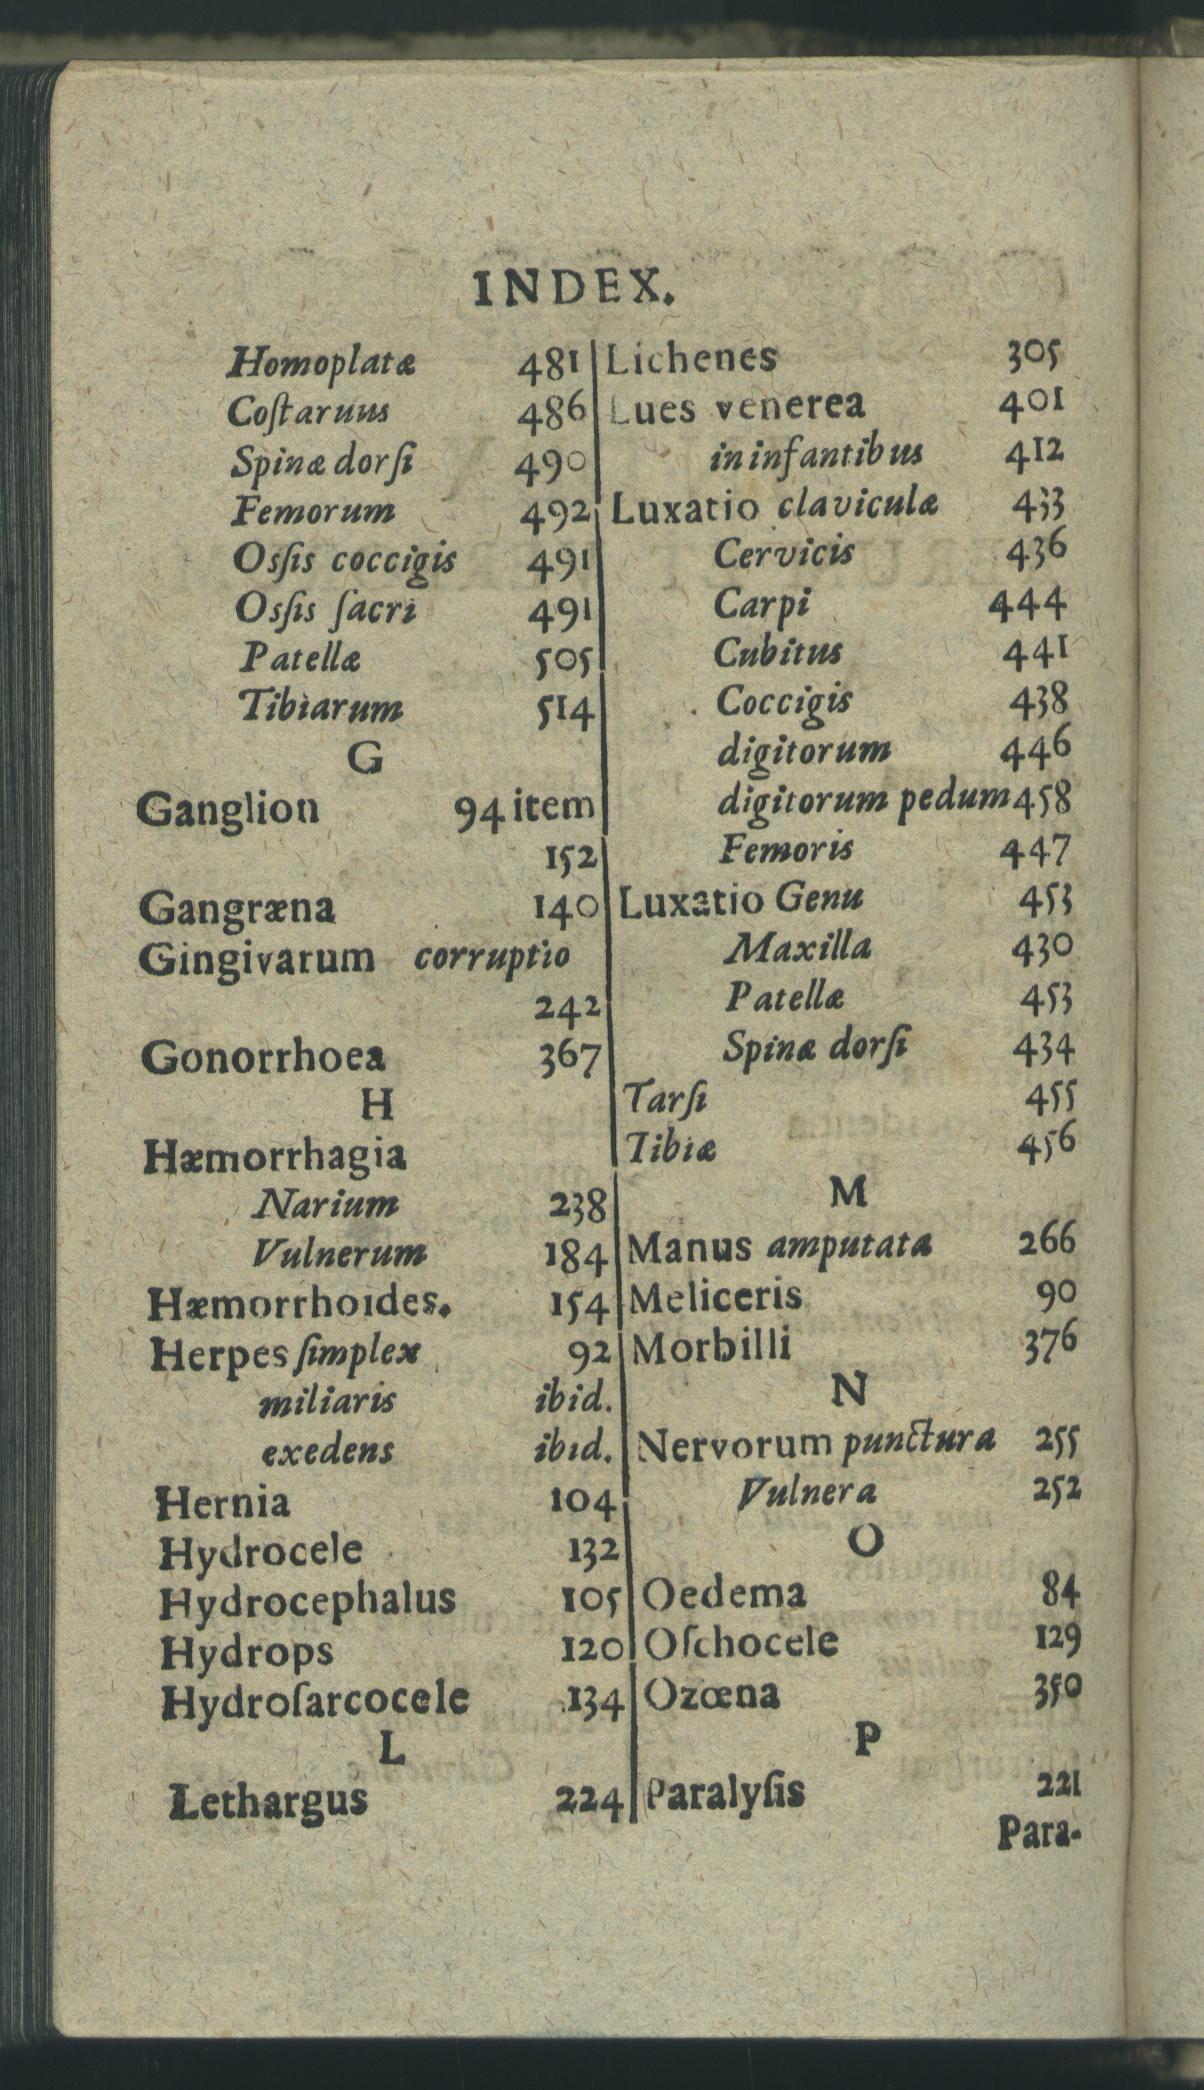 INDEX.
Homoplatæ 481
Coſtaruus 486
Spinæ dorſi 490
Femorum 492
Osſis coccigis 491
Osſis ſacri 491
Patellæ 505
Tibiarum 514
G
Ganglion 94 item
152
Gangræna 140
Gingivarum corruptio
242
Gonorrhoea 367
H
Hæmorrhagia
Narium 238
Vulnerum 184
Hæmorrhoides. 154
Herpes ſimplex 92
miliaris ibid.
exedens ibid.
Hernia 104
Hydrocele 132
Hydrocephalus 105
Hydrops 120
Hydroſarcocele 134
L
Lethargus 224
Lichenes 305
Lues venerea 401
in infantibus 412
Luxatio claviculæ 433
Cervicis 436
Carpi 444
Cubitus 441
Coccigis 438
digitorum 446
digitorum pedum 458
Femoris 447
Luxatio Genu 453
Maxilla 430
Patellæ 453
Spinæ dorſi 434
Tarſi 455
Tibiæ 456
M
Manus amputata 266
Meliceris 90
Morbilli 376
N
Nervorum punctura 255
Vulnera 252
O
Oedema 84
Oſchocele 129
Ozœna 350
P
Paralyſis 221
Para-